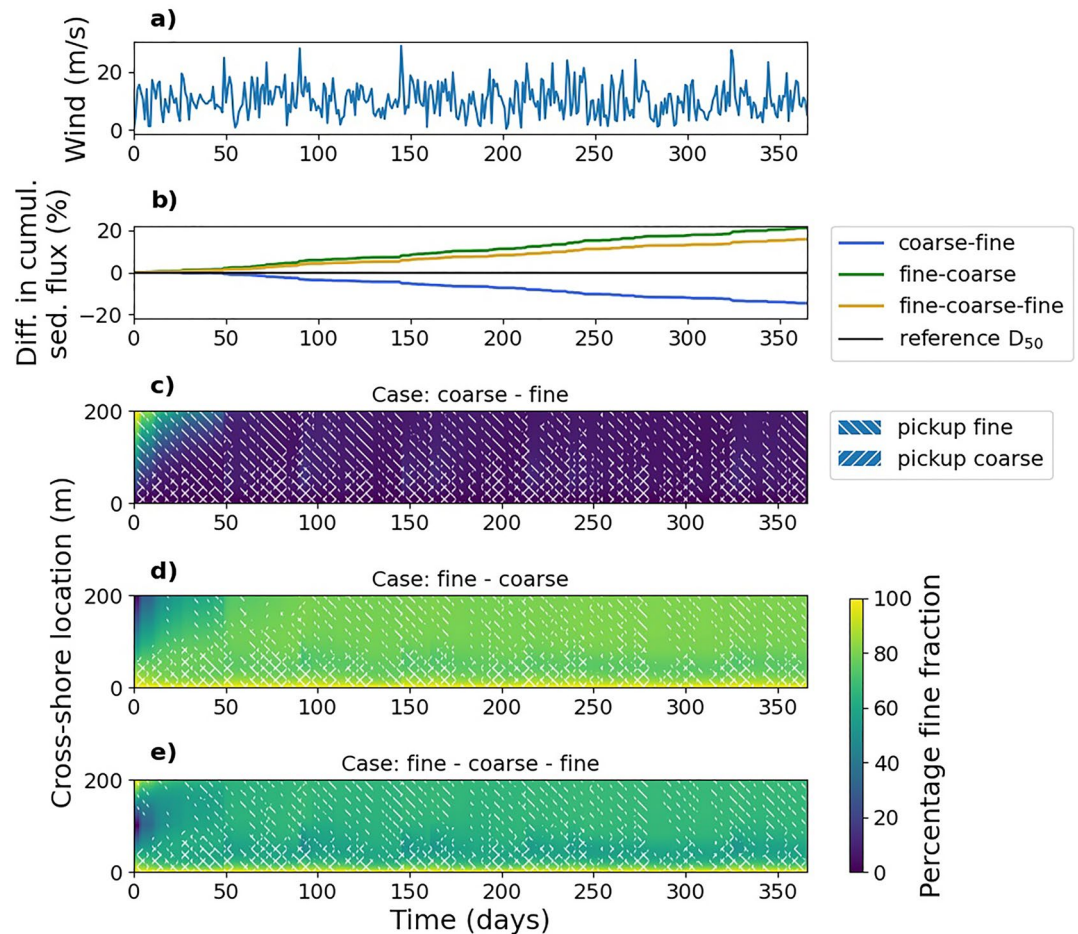 a)
Wind (m/s)
20
0
0 50 100 150 200 250 300 350
b)
Diff. in cumul.
sed. flux (%)
20
0
−20
0 50 100 150 200 250 300 350
coarse-fine
fine-coarse
fine-coarse-fine
reference D₅₀
c)
Case: coarse - fine
200
0
0 50 100 150 200 250 300 350
pickup fine
pickup coarse
Cross-shore location (m)
d)
Case: fine - coarse
200
0
0 50 100 150 200 250 300 350
e)
Case: fine - coarse - fine
200
0
0 50 100 150 200 250 300 350
Time (days)
100
80
60
40
20
0
Percentage fine fraction